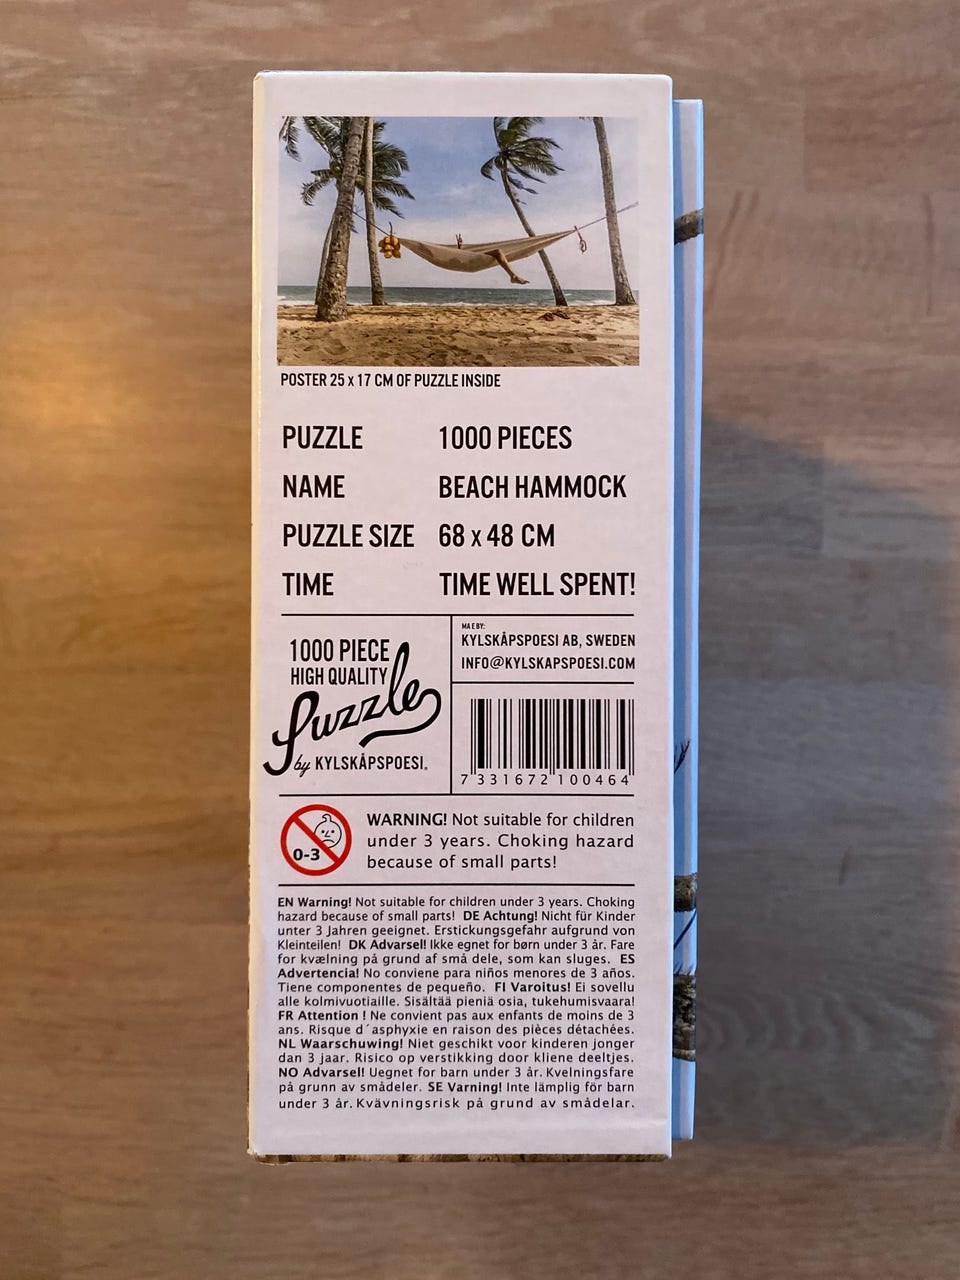 POSTER 25 x 17 CM OF PUZZLE INSIDE
PUZZLE 1000 PIECES
NAME BEACH HAMMOCK
PUZZLE SIZE 68 x 48 CM
TIME TIME WELL SPENT!
1000 PIECE
HIGH QUALITY
Puzzle
by KYLSKÅPSPOESI®
MAE BY:
KYLSKÅPSPOESI AB, SWEDEN
INFO@KYLSKAPSPOESI.COM
7 331672 100464
0-3
WARNING! Not suitable for children
under 3 years. Choking hazard
because of small parts!
EN Warning! Not suitable for children under 3 years. Choking
hazard because of small parts! DE Achtung! Nicht für Kinder
unter 3 Jahren geeignet. Erstickungsgefahr aufgrund von
Kleinteilen! DK Advarsel! Ikke egnet for børn under 3 år. Fare
for kvælning på grund af små dele, som kan sluges. ES
Advertencia! No conviene para niños menores de 3 años.
Tiene componentes de pequeño. FI Varoitus! Ei sovellu
alle kolmivuotiaille. Sisältää pieniä osia, tukehumisvaara!
FR Attention ! Ne convient pas aux enfants de moins de 3
ans. Risque d´asphyxie en raison des pièces détachées.
NL Waarschuwing! Niet geschikt voor kinderen jonger
dan 3 jaar. Risico op verstikking door kliene deeltjes.
NO Advarsel! Uegnet for barn under 3 år. Kvelningsfare
på grunn av smådeler. SE Varning! Inte lämplig för barn
under 3 år. Kvävningsrisk på grund av smådelar.